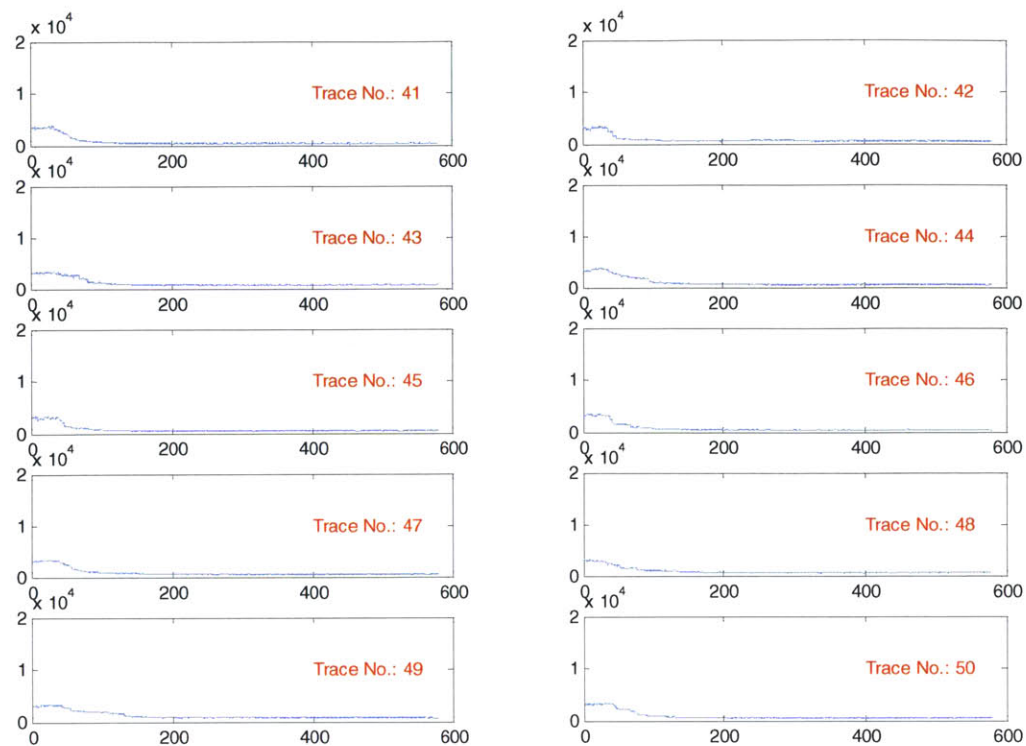 x 10^4
2
1
0
Trace No.: 41
0 200 400 600
x 10^4
2
1
0
Trace No.: 42
0 200 400 600
x 10^4
2
1
0
Trace No.: 43
0 200 400 600
x 10^4
2
1
0
Trace No.: 44
0 200 400 600
x 10^4
2
1
0
Trace No.: 45
0 200 400 600
x 10^4
2
1
0
Trace No.: 46
0 200 400 600
x 10^4
2
1
0
Trace No.: 47
0 200 400 600
x 10^4
2
1
0
Trace No.: 48
0 200 400 600
x 10^4
2
1
0
Trace No.: 49
0 200 400 600
x 10^4
2
1
0
Trace No.: 50
0 200 400 600